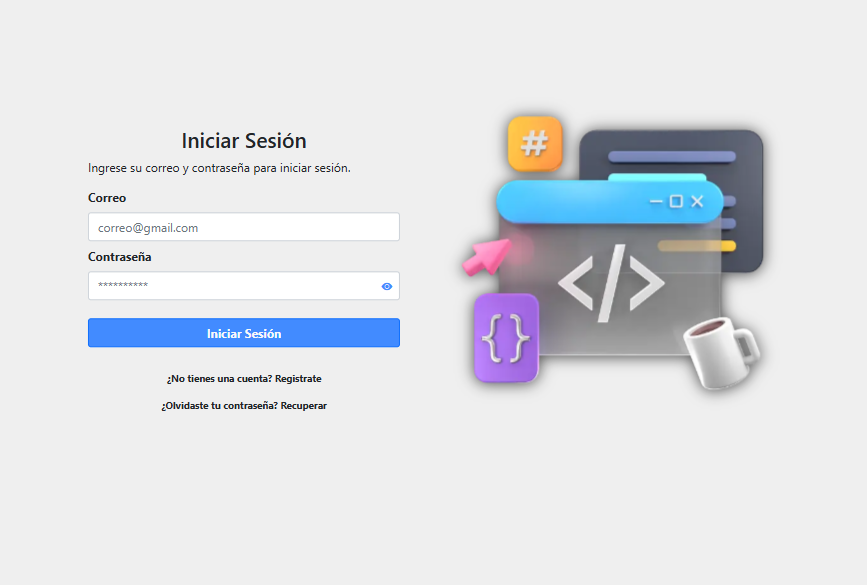 Iniciar Sesión
Ingrese su correo y contraseña para iniciar sesión.
Correo
correo@gmail.com
Contraseña
**********
Iniciar Sesión
¿No tienes una cuenta? Registrate
¿Olvidaste tu contraseña? Recuperar
#
</>
{}